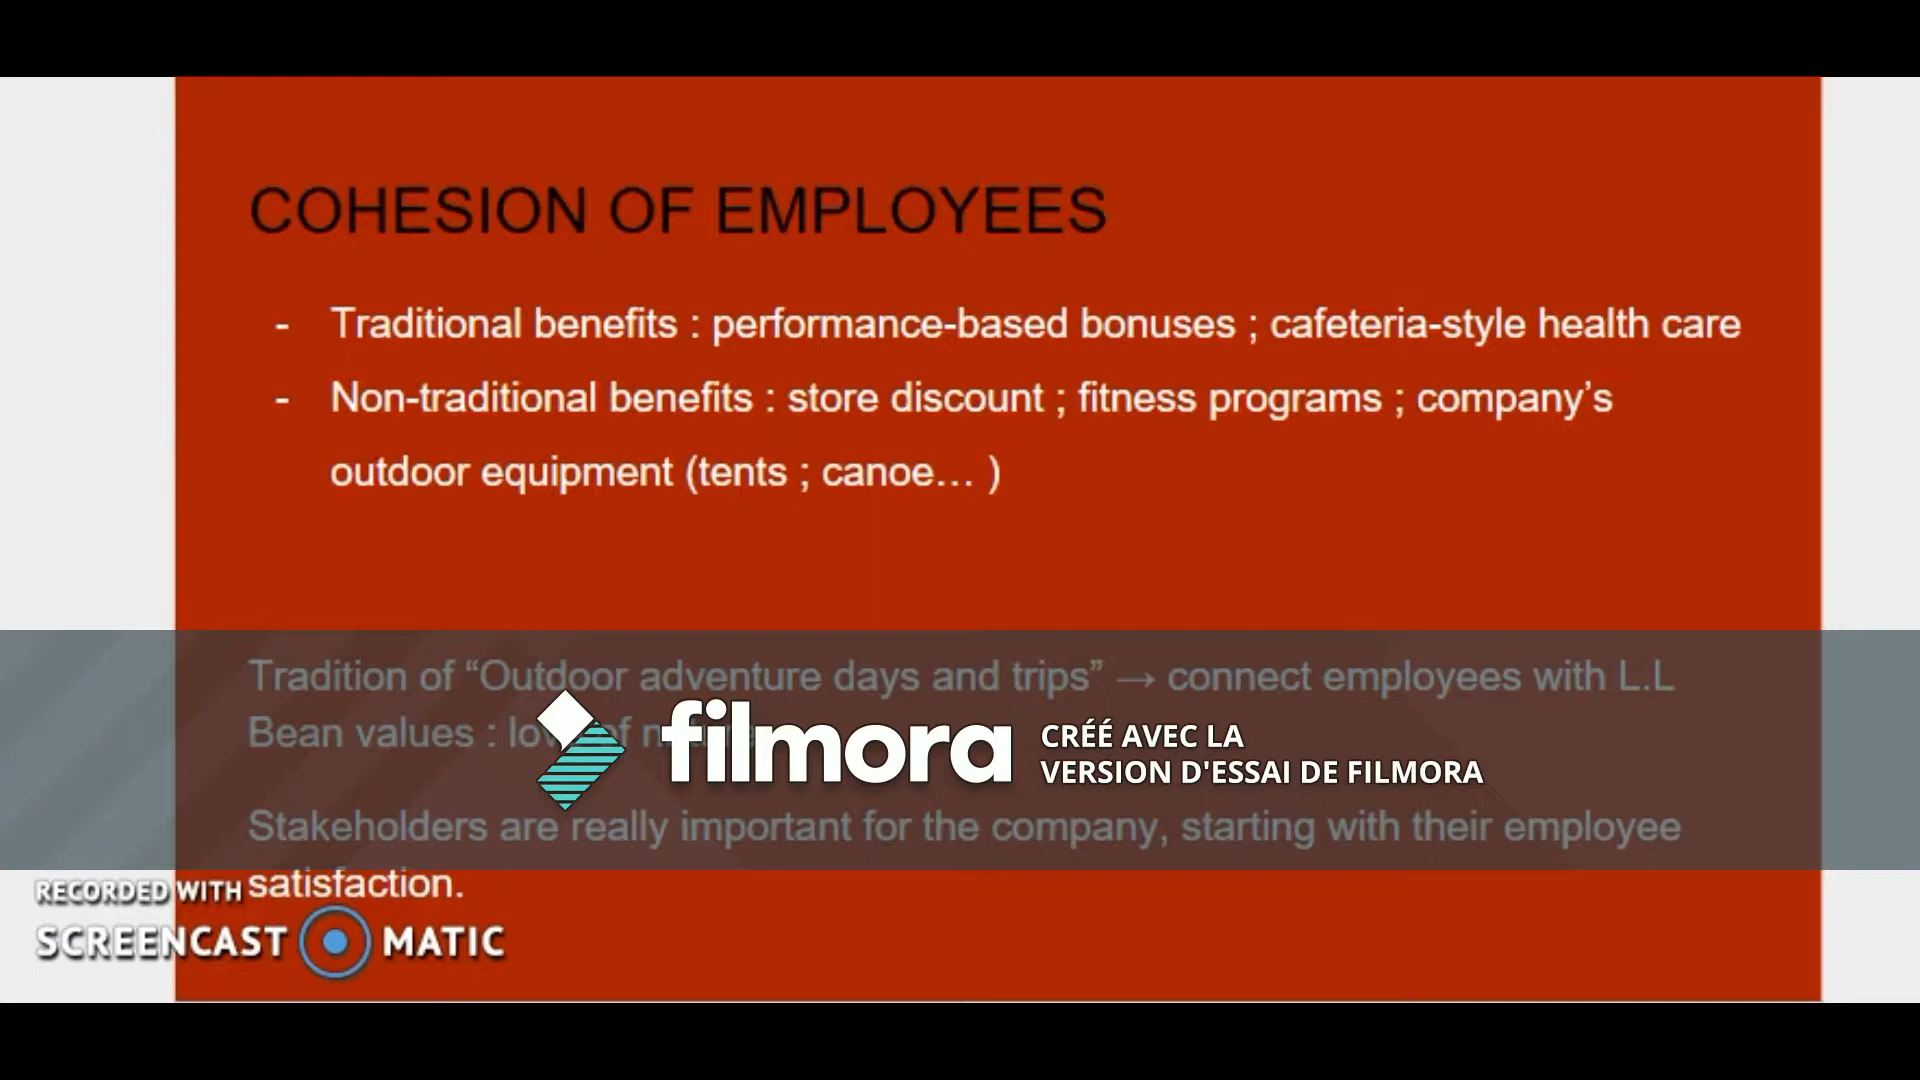 COHESION OF EMPLOYEES
- Traditional benefits : performance-based bonuses ; cafeteria-style health care
- Non-traditional benefits : store discount ; fitness programs ; company’s
outdoor equipment (tents ; canoe… )
Tradition of “Outdoor adventure days and trips” → connect employees with L.L
Bean values : love of
filmora
CRÉÉ AVEC LA
VERSION D'ESSAI DE FILMORA
Stakeholders are really important for the company, starting with their employee
satisfaction.
RECORDED WITH
SCREENCAST MATIC